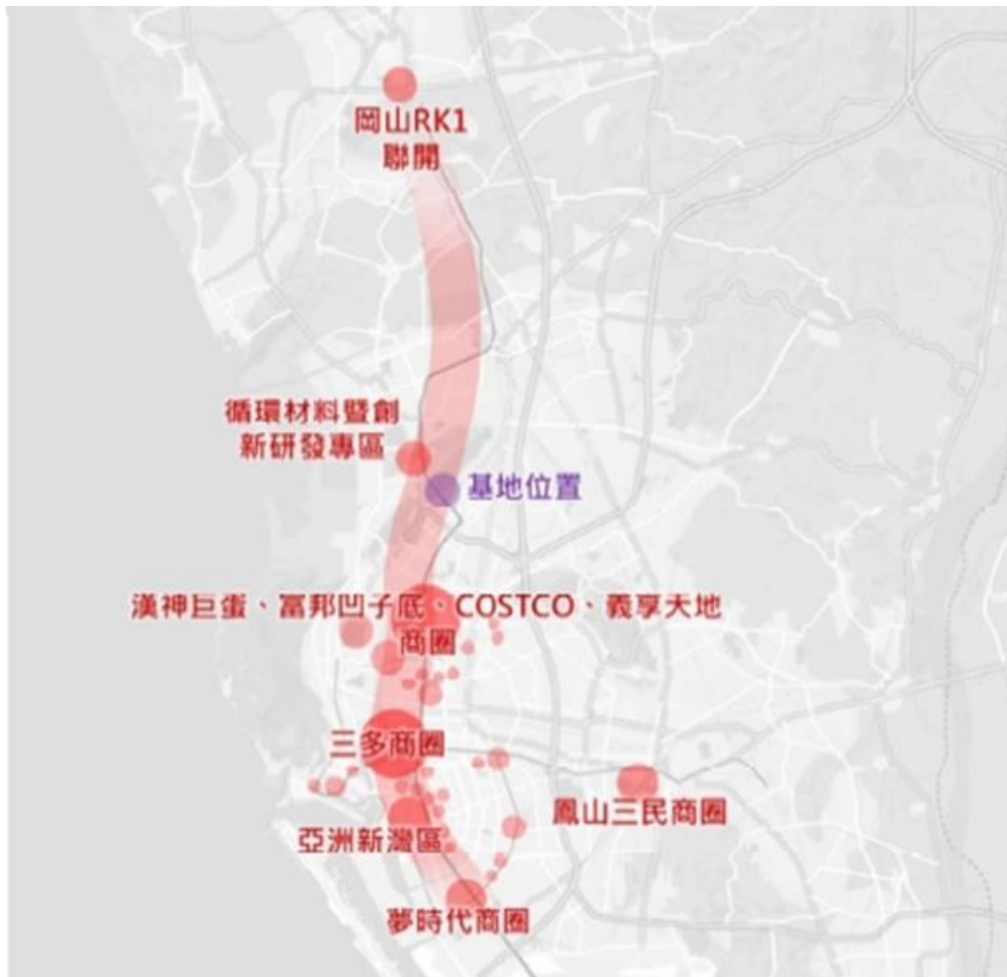 岡山RK1
聯開
循環材料暨創
新研發專區
基地位置
漢神巨蛋、富邦凹子底、COSTCO、義享天地
商圈
三多商圈
鳳山三民商圈
亞洲新灣區
夢時代商圈